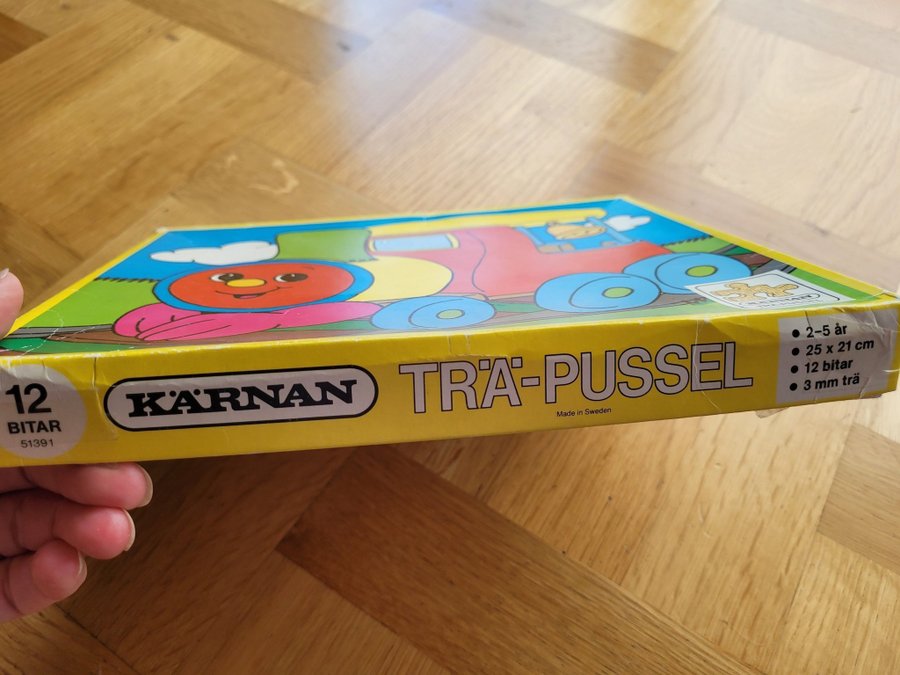 12
BITAR
51391
KÄRNAN
TRÄ-PUSSEL
Made in Sweden
• 2-5 år
• 25 x 21 cm
• 12 bitar
• 3 mm trä